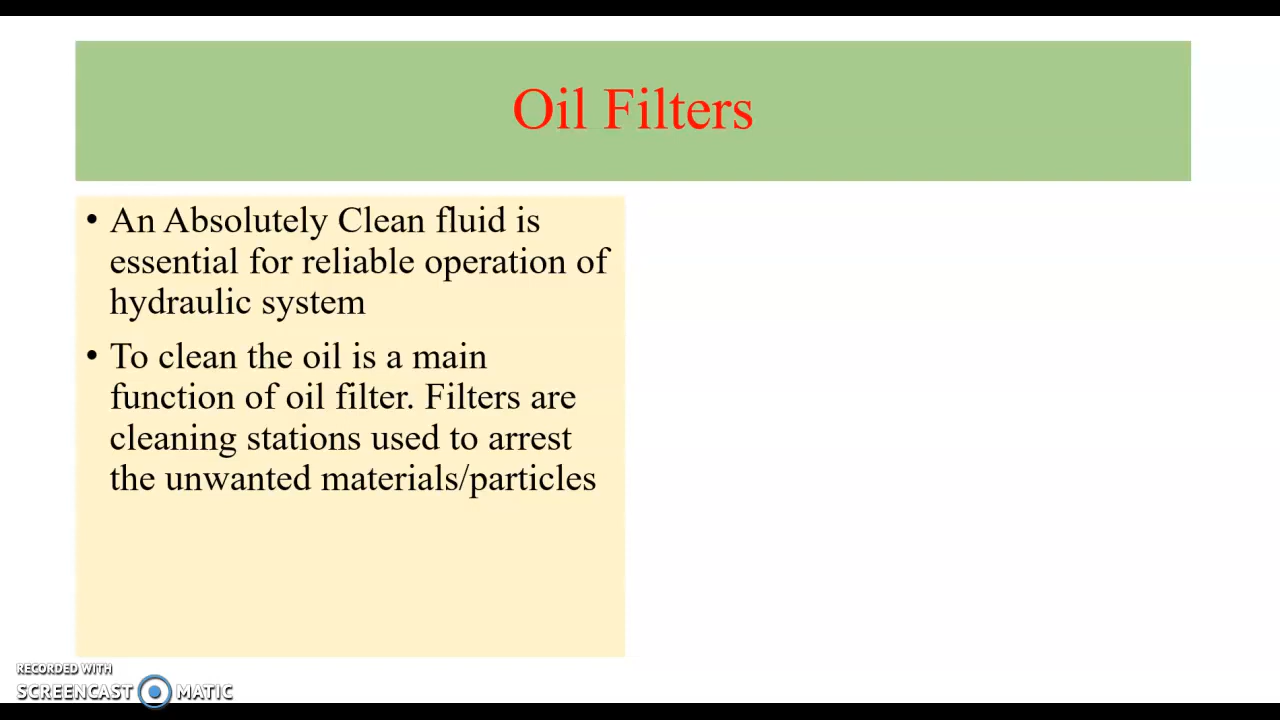 Oil Filters
• An Absolutely Clean fluid is
essential for reliable operation of
hydraulic system
• To clean the oil is a main
function of oil filter. Filters are
cleaning stations used to arrest
the unwanted materials/particles
RECORDED WITH
SCREENCAST MATIC